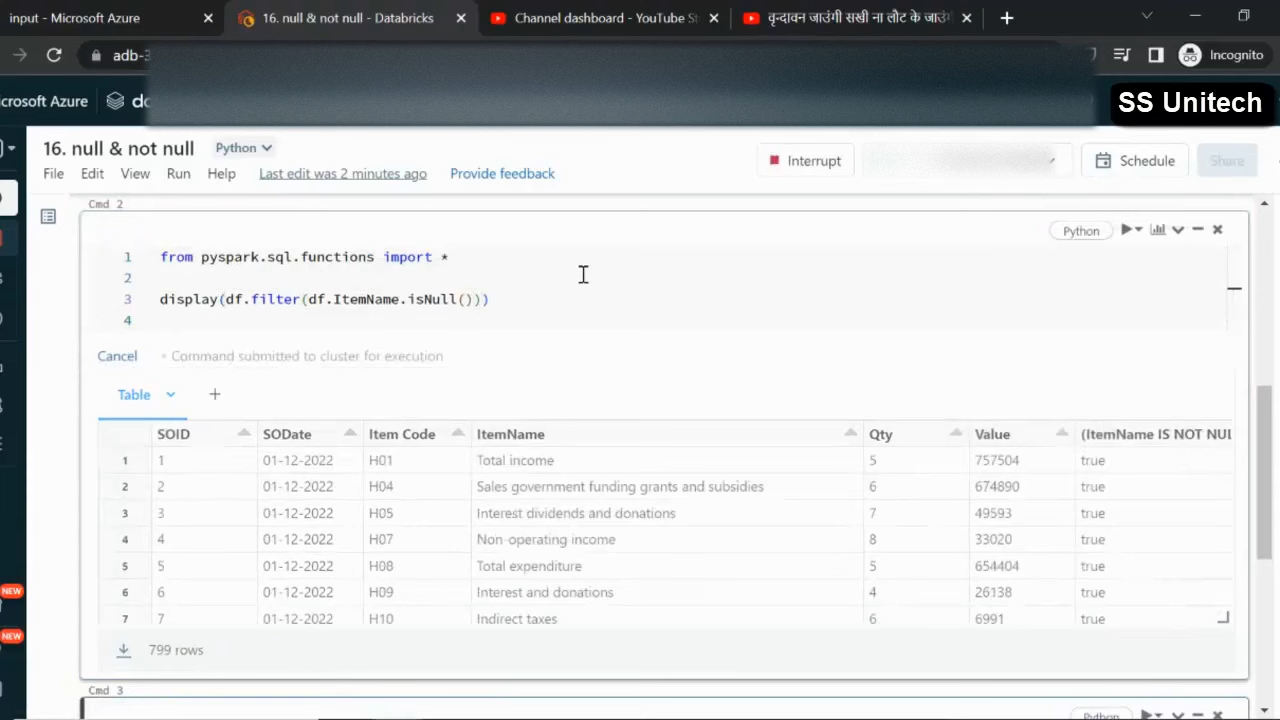 input - Microsoft Azure
16. null & not null - Databricks
Channel dashboard - YouTube St
वृन्दावन जाउंगी सखी ना लौट के जाउं
adb-3
Incognito
crosoft Azure
SS Unitech
16. null & not null
Python
Interrupt
Schedule
Share
File
Edit
View
Run
Help
Last edit was 2 minutes ago
Provide feedback
Cmd 2
Python
1 from pyspark.sql.functions import *
2
3 display(df.filter(df.ItemName.isNull()))
4
Cancel
Command submitted to cluster for execution
Table
+
SOID SODate Item Code ItemName Qty Value (ItemName IS NOT NUL
1 1 01-12-2022 H01 Total income 5 757504 true
2 2 01-12-2022 H04 Sales government funding grants and subsidies 6 674890 true
3 3 01-12-2022 H05 Interest dividends and donations 7 49593 true
4 4 01-12-2022 H07 Non-operating income 8 33020 true
5 5 01-12-2022 H08 Total expenditure 5 654404 true
6 6 01-12-2022 H09 Interest and donations 4 26138 true
7 7 01-12-2022 H10 Indirect taxes 6 6991 true
NEW
NEW
799 rows
Cmd 3
Python